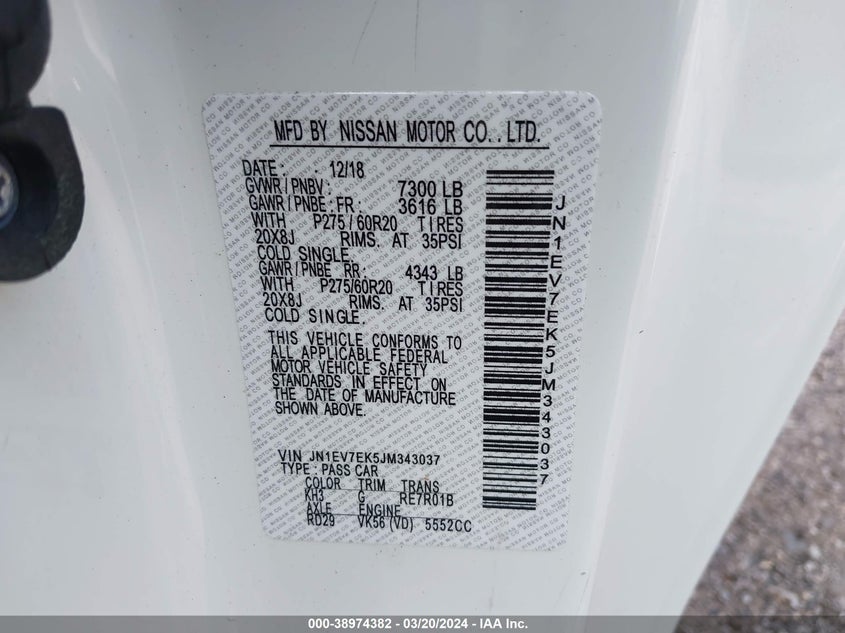 MFD BY NISSAN MOTOR CO., LTD.
DATE: 12/18
GVWR/PNBV: 7300 LB
GAWR/PNBE FR: 3616 LB
WITH P275/60R20 TIRES
20X8J RIMS. AT 35PSI
COLD SINGLE.
GAWR/PNBE RR: 4343 LB
WITH P275/60R20 TIRES
20X8J RIMS. AT 35PSI
COLD SINGLE.
THIS VEHICLE CONFORMS TO
ALL APPLICABLE FEDERAL
MOTOR VEHICLE SAFETY
STANDARDS IN EFFECT ON
THE DATE OF MANUFACTURE
SHOWN ABOVE.
VIN JN1EV7EK5JM343037
TYPE: PASS CAR
COLOR TRIM TRANS
KH3 G RE7R01B
AXLE ENGINE
RD29 VK56 (VD) 5552CC
JN1EV7EK5JM343037
000-38974382 - 03/20/2024 - IAA Inc.